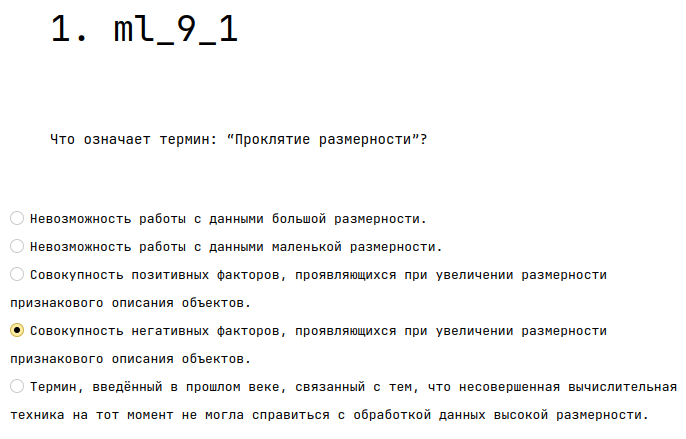 1. ml_9_1
Что означает термин: “Проклятие размерности”?
Невозможность работы с данными большой размерности.
Невозможность работы с данными маленькой размерности.
Совокупность позитивных факторов, проявляющихся при увеличении размерности
признакового описания объектов.
Совокупность негативных факторов, проявляющихся при увеличении размерности
признакового описания объектов.
Термин, введённый в прошлом веке, связанный с тем, что несовершенная вычислительная
техника на тот момент не могла справиться с обработкой данных высокой размерности.